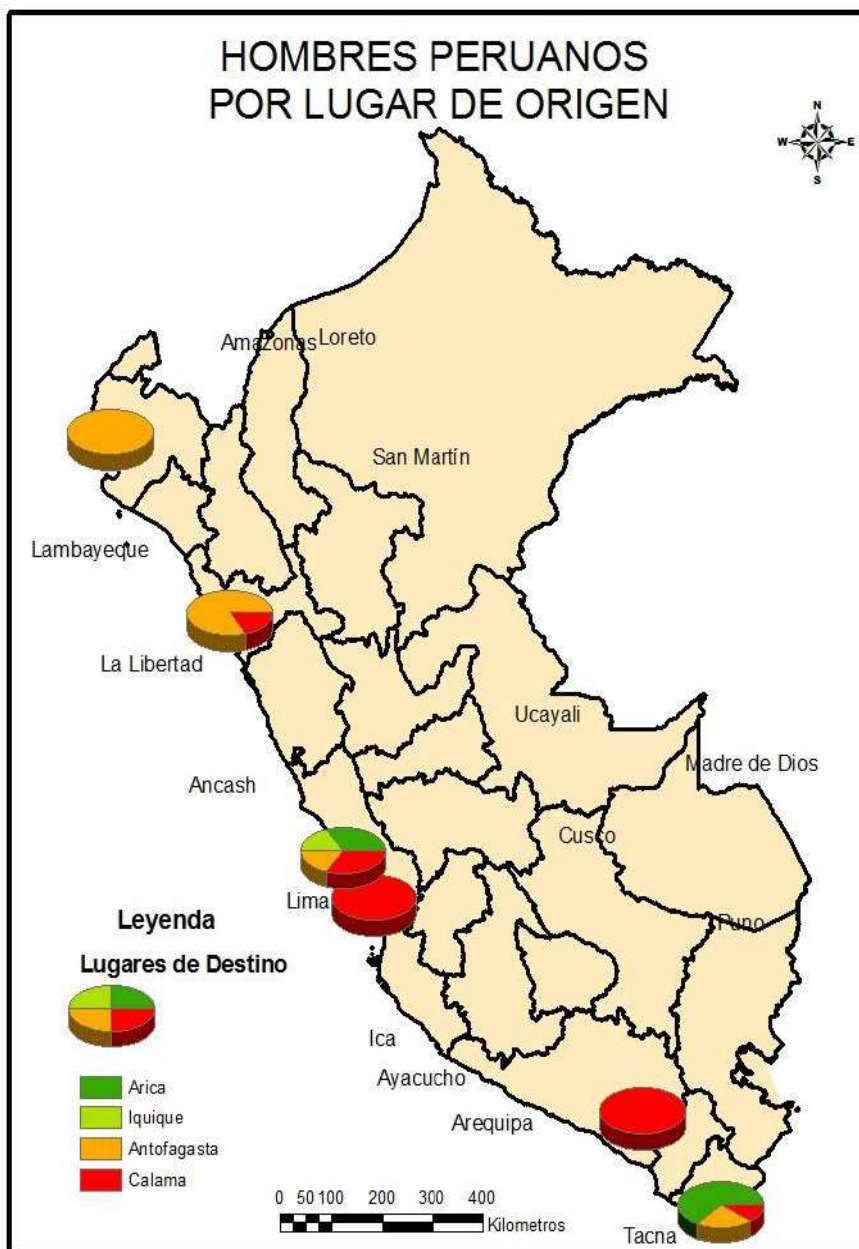 HOMBRES PERUANOS
POR LUGAR DE ORIGEN
N
W E
S
Amazonas Loreto
San Martín
Lambayeque
La Libertad
Ucayali
Madre de Dios
Ancash
Cusco
Lima
Puno
Leyenda
Lugares de Destino
Ica
Ayacucho
Arequipa
Arica
Iquique
Antofagasta
Calama
0 50 100 200 300 400
Kilometros
Tacna